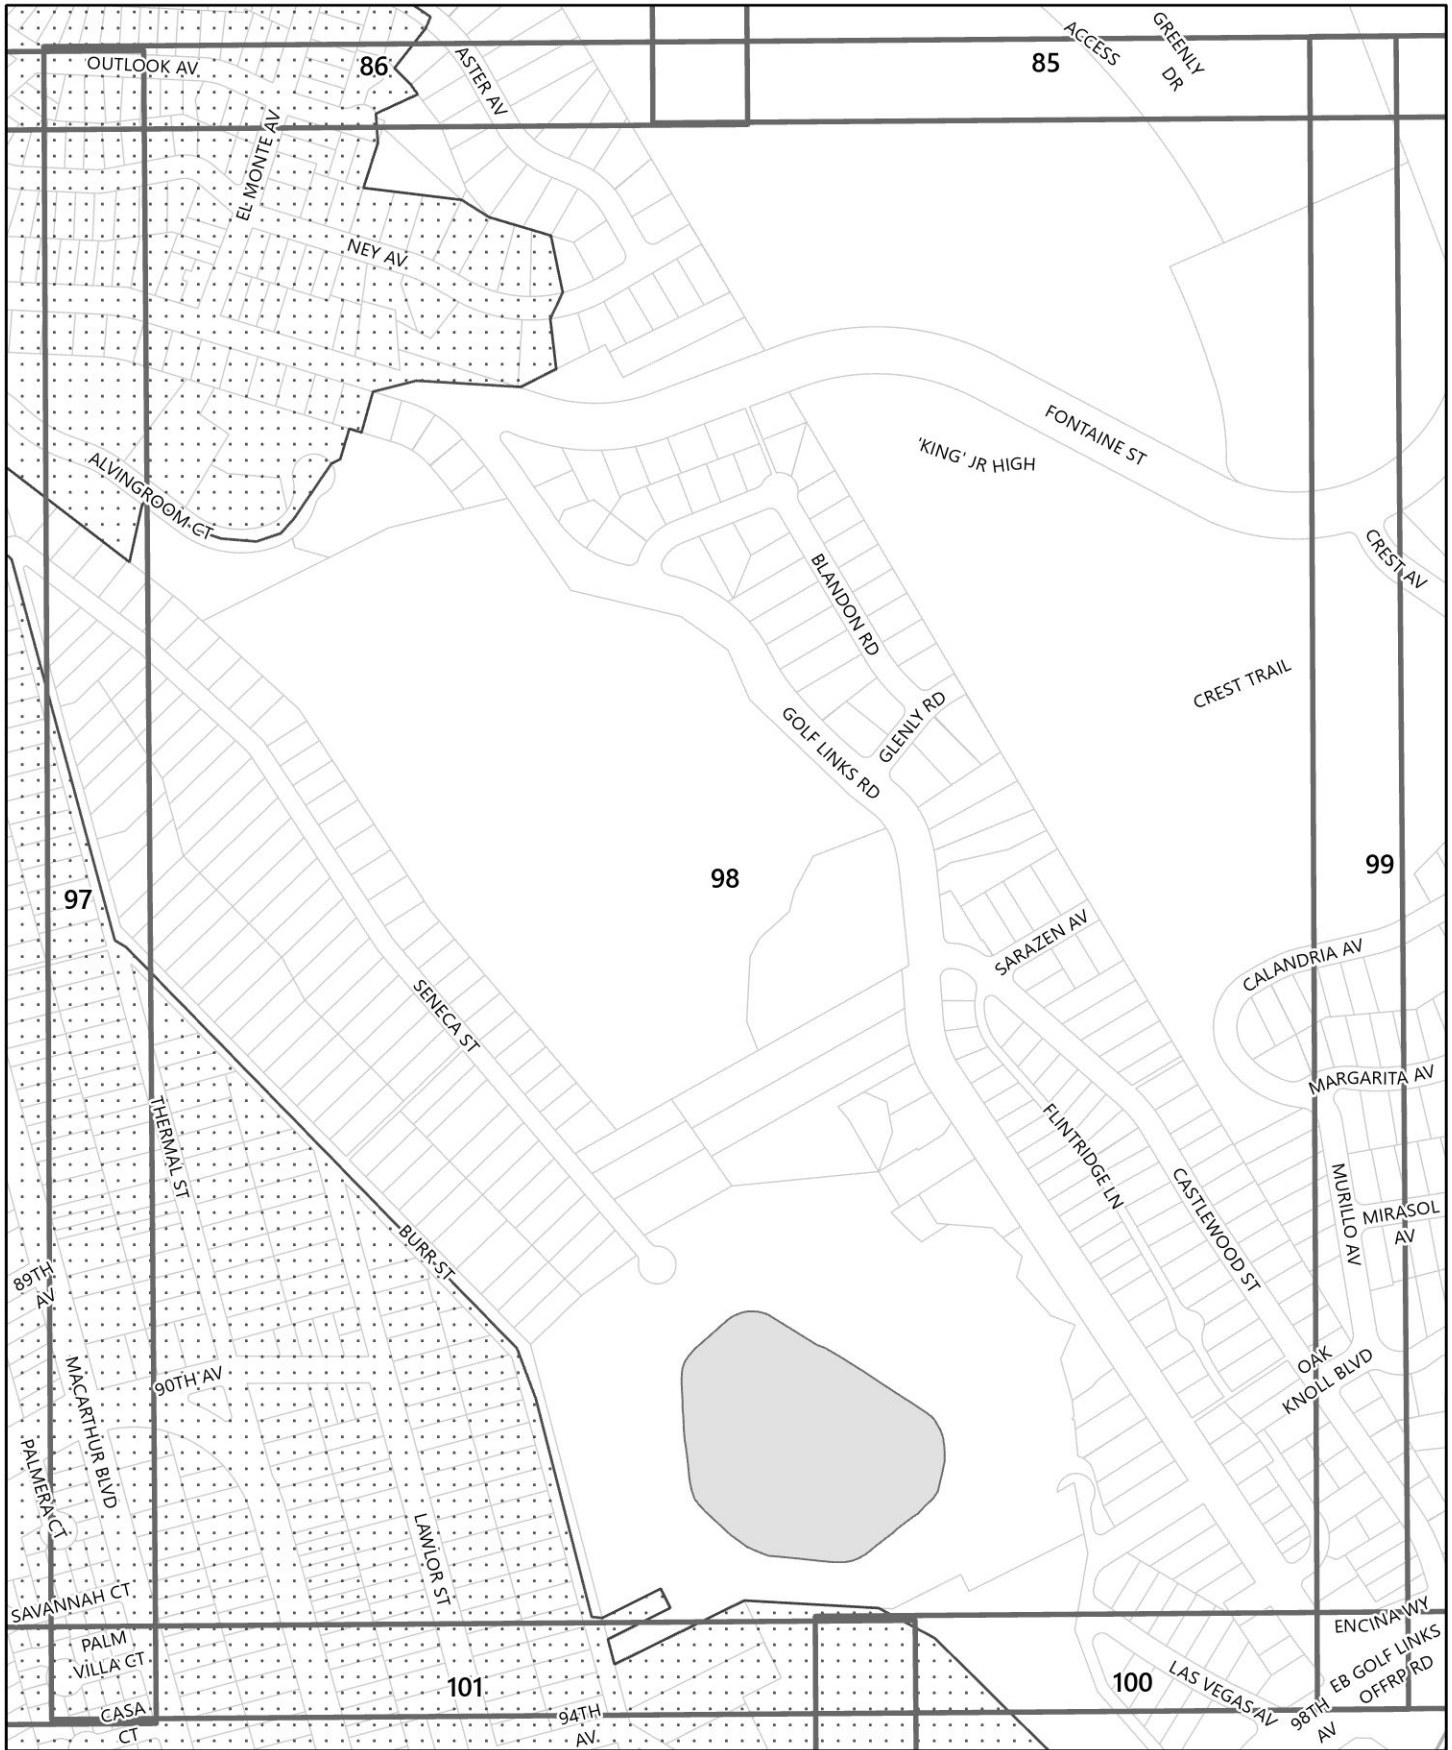 ACCESS
GREENLY
DR
OUTLOOK AV
86
ASTER AV
85
EL MONTE AV
NEY AV
FONTAINE ST
'KING' JR HIGH
ALVINGROOM CT
BLANDON RD
CREST AV
CREST TRAIL
GLENLY RD
GOLF LINKS RD
97
98
99
SARAZEN AV
CALANDRIA AV
SENECA ST
MARGARITA AV
THERMAL ST
FLINTRIDGE LN
CASTLEWOOD ST
MURILLO AV
MIRASOL
AV
BURR ST
89TH
AV
MACARTHUR BLVD
90TH AV
OAK
KNOLL BLVD
PALMERA CT
LAWLOR ST
SAVANNAH CT
ENCINA WY
PALM
VILLA CT
EB GOLF LINKS
OFFRP RD
101
100
LAS VEGAS AV
98TH
AV
CASA
CT
94TH
AV